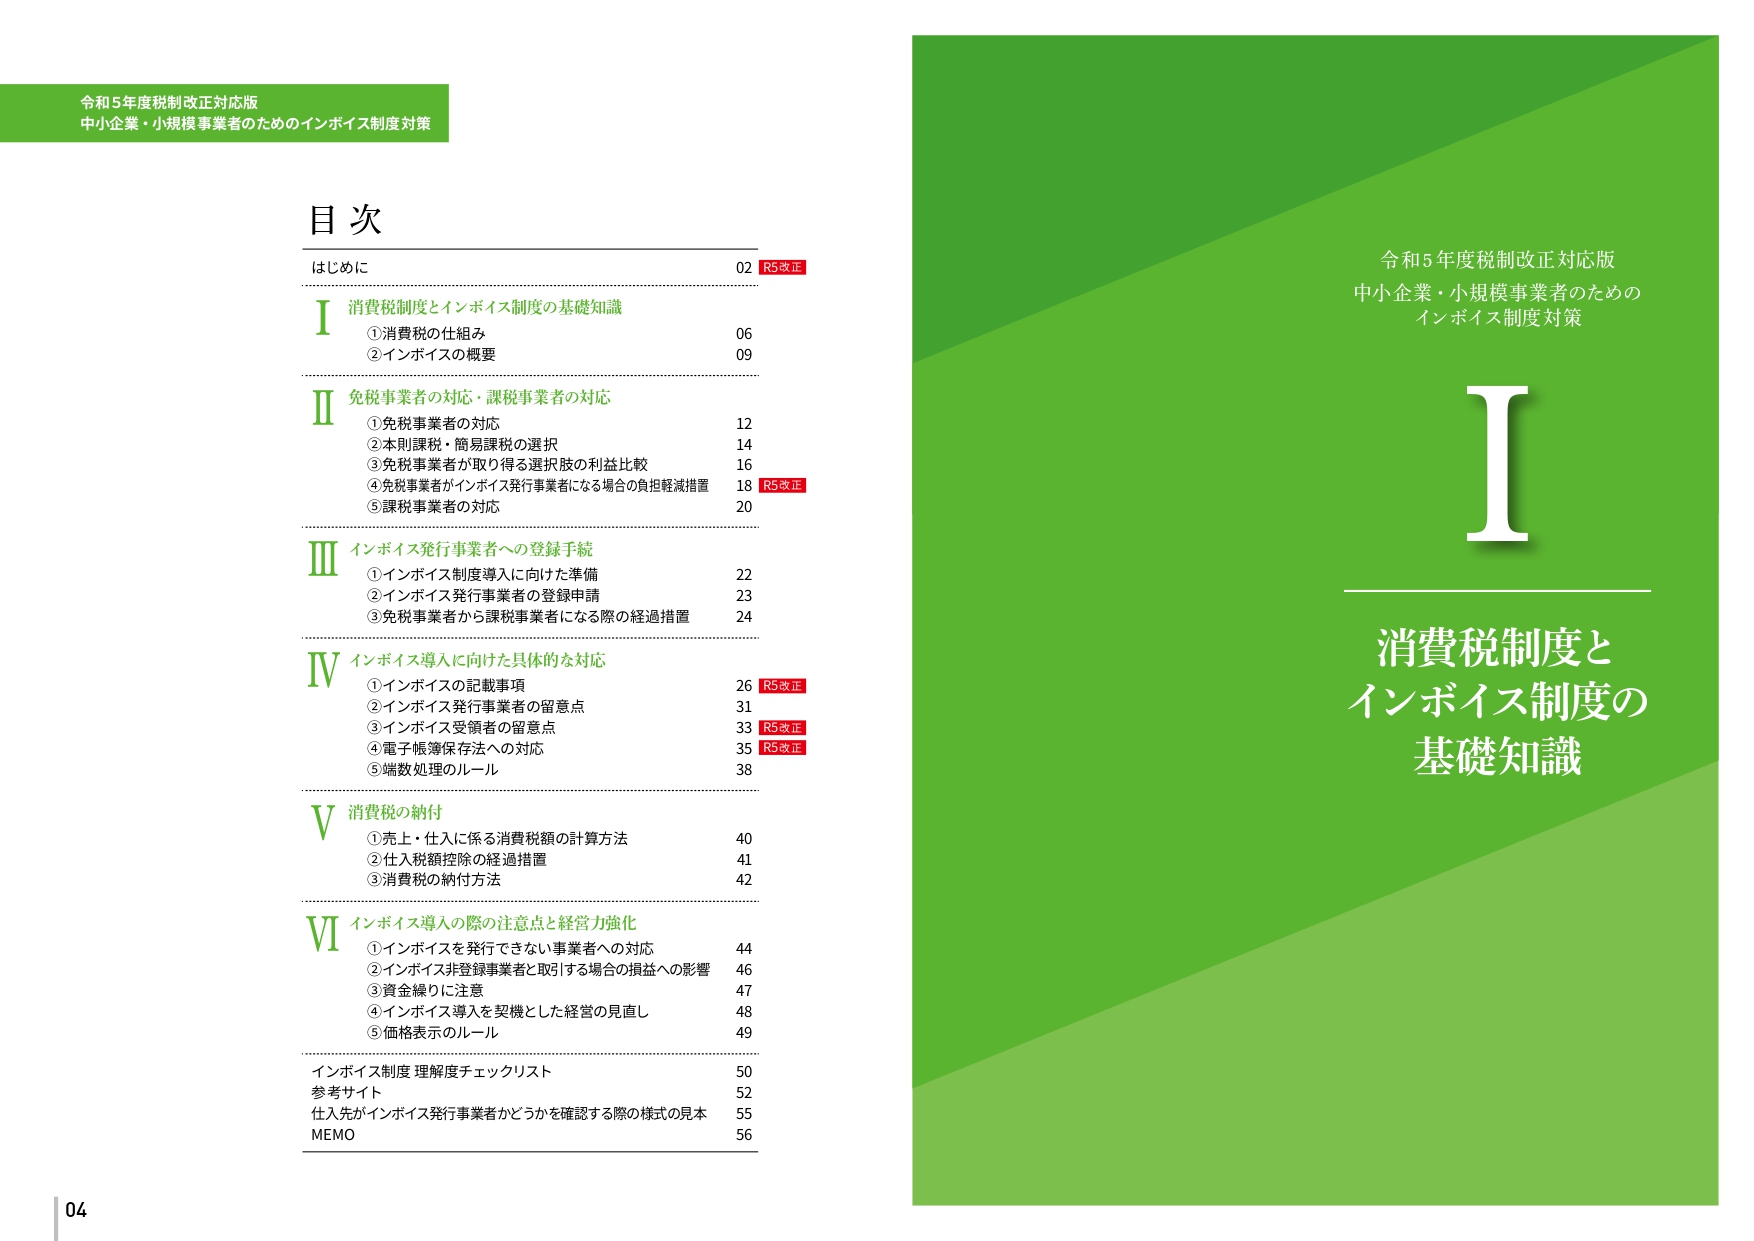 令和5年度税制改正対応版
中小企業・小規模事業者のためのインボイス制度対策
目次
はじめに 02 R5改正
Ⅰ 消費税制度とインボイス制度の基礎知識
①消費税の仕組み 06
②インボイスの概要 09
Ⅱ 免税事業者の対応・課税事業者の対応
①免税事業者の対応 12
②本則課税・簡易課税の選択 14
③免税事業者が取り得る選択肢の利益比較 16
④免税事業者がインボイス発行事業者になる場合の負担軽減措置 18 R5改正
⑤課税事業者の対応 20
Ⅲ インボイス発行事業者への登録手続
①インボイス制度導入に向けた準備 22
②インボイス発行事業者の登録申請 23
③免税事業者から課税事業者になる際の経過措置 24
Ⅳ インボイス導入に向けた具体的な対応
①インボイスの記載事項 26 R5改正
②インボイス発行事業者の留意点 31
③インボイス受領者の留意点 33 R5改正
④電子帳簿保存法への対応 35 R5改正
⑤端数処理のルール 38
Ⅴ 消費税の納付
①売上・仕入に係る消費税額の計算方法 40
②仕入税額控除の経過措置 41
③消費税の納付方法 42
Ⅵ インボイス導入の際の注意点と経営力強化
①インボイスを発行できない事業者への対応 44
②インボイス非登録事業者と取引する場合の損益への影響 46
③資金繰りに注意 47
④インボイス導入を契機とした経営の見直し 48
⑤価格表示のルール 49
インボイス制度 理解度チェックリスト 50
参考サイト 52
仕入先がインボイス発行事業者かどうかを確認する際の様式の見本 55
MEMO 56
04
令和5年度税制改正対応版
中小企業・小規模事業者のための
インボイス制度対策
Ⅰ
消費税制度と
インボイス制度の
基礎知識